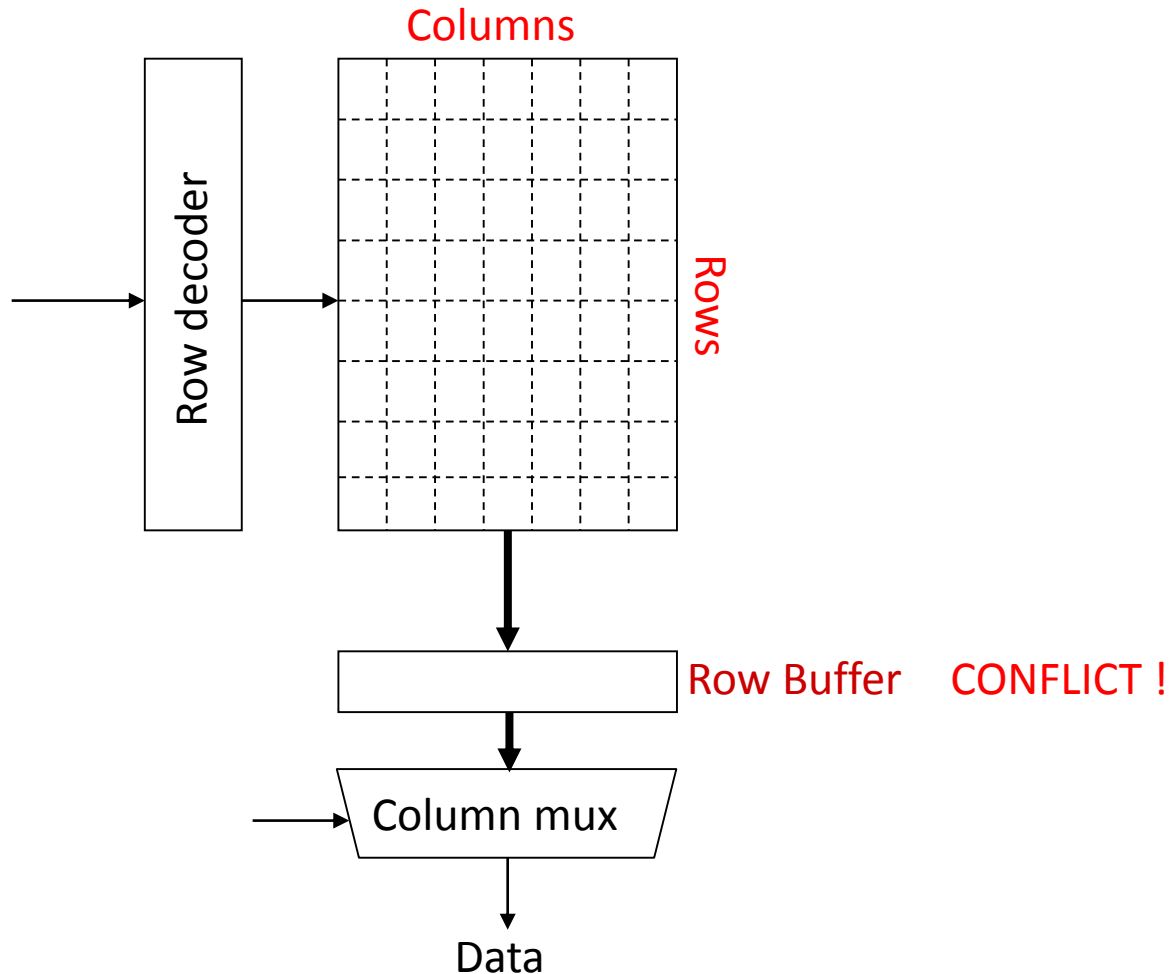 Columns
Row decoder
Rows
Row Buffer CONFLICT !
Column mux
Data